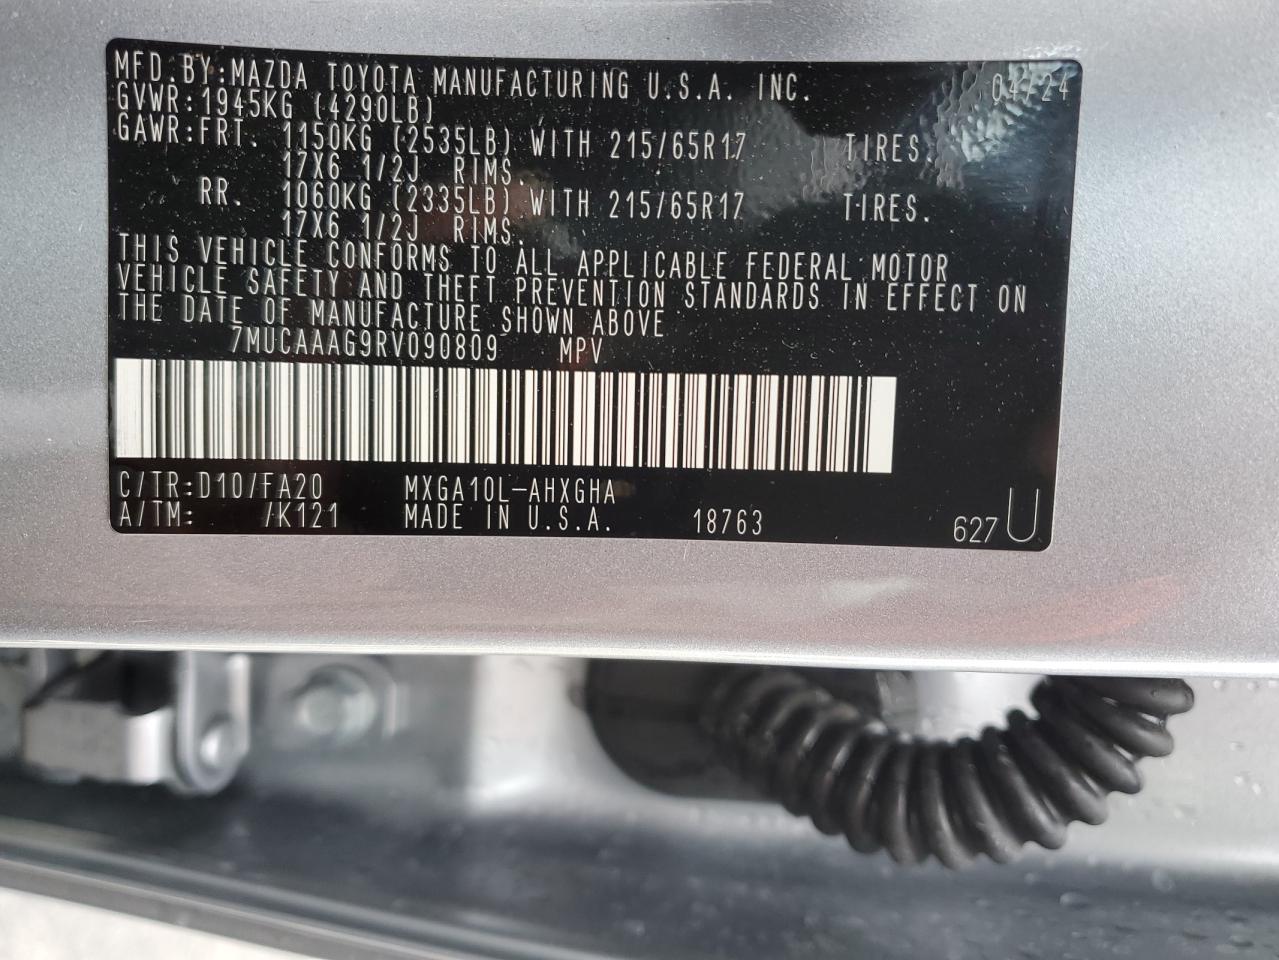 MFD.BY:MAZDA TOYOTA MANUFACTURING U.S.A. INC. 04/24
GVWR:1945KG (4290LB)
GAWR:FRT. 1150KG (2535LB) WITH 215/65R17 TIRES.
17X6 1/2J RIMS.
RR. 1060KG (2335LB) WITH 215/65R17 TIRES.
17X6 1/2J RIMS.
THIS VEHICLE CONFORMS TO ALL APPLICABLE FEDERAL MOTOR
VEHICLE SAFETY AND THEFT PREVENTION STANDARDS IN EFFECT ON
THE DATE OF MANUFACTURE SHOWN ABOVE
7MUCAAAG9RV090809 MPV
C/TR:D10/FA20 MXGA10L-AHXGHA
A/TM: /K121 MADE IN U.S.A. 18763 627 U